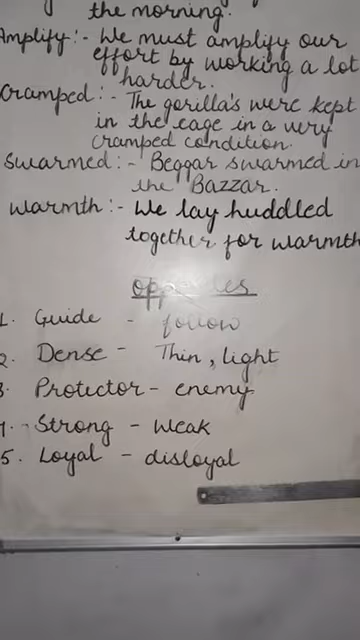 the morning.
Amplify:- We must amplify our
effort by working a lot
harder.
Cramped:- The gorilla's were kept
in the cage in a very
cramped condition.
Swarmed:- Beggar swarmed in
the Bazzar.
Warmth:- We lay huddled
together for warmth
opposites
1. Guide - follow
2. Dense - Thin, light
3. Protector - enemy
4. Strong - Weak
5. Loyal - disloyal